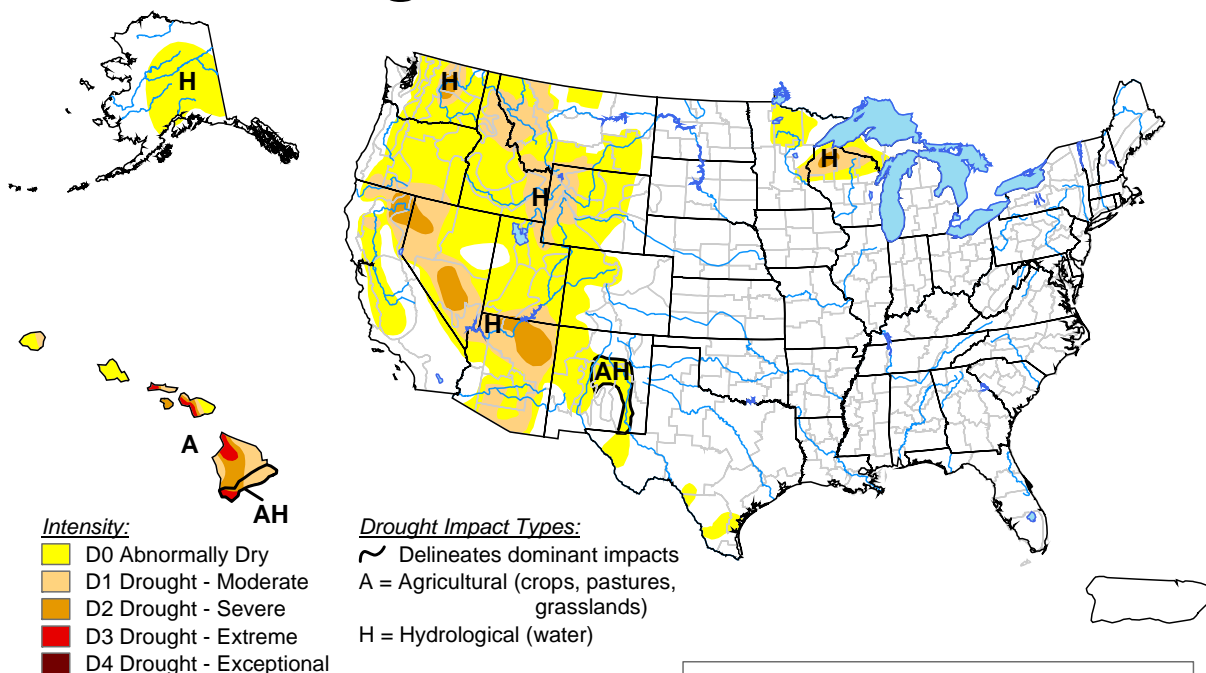 H
H
H
H
H
AH
A
AH
Intensity:
D0 Abnormally Dry
D1 Drought - Moderate
D2 Drought - Severe
D3 Drought - Extreme
D4 Drought - Exceptional
Drought Impact Types:
Delineates dominant impacts
A = Agricultural (crops, pastures,
grasslands)
H = Hydrological (water)